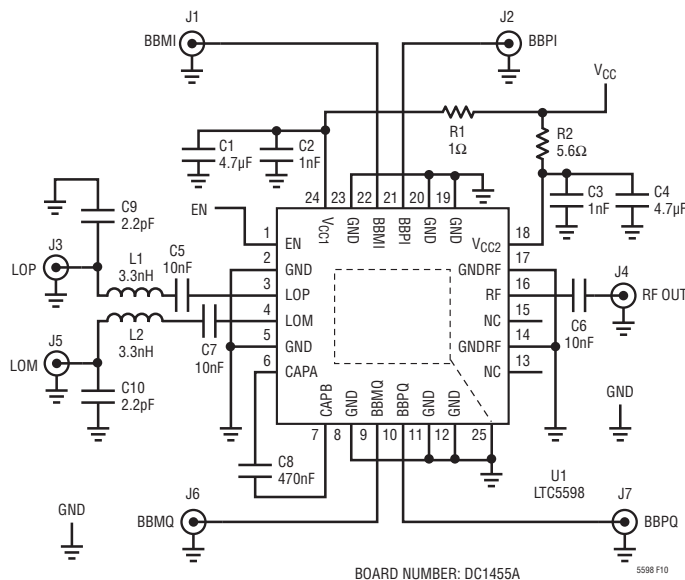 J1
BBMI
J2
BBPI
VCC
R1
1Ω
R2
5.6Ω
C1
4.7µF
C2
1nF
C3
1nF
C4
4.7µF
24 23 22 21 20 19
VCC1 GND BBMI BBPI GND GND
EN
C9
2.2pF
J3
LOP
L1
3.3nH
C5
10nF
L2
3.3nH
C7
10nF
J5
LOM
C10
2.2pF
1 EN
2 GND
3 LOP
4 LOM
5 GND
6 CAPA
VCC2 18
GNDRF 17
RF 16
NC 15
GNDRF 14
NC 13
C6
10nF
J4
RF OUT
GND
CAPB GND BBMQ BBPQ GND GND
7 8 9 10 11 12 25
C8
470nF
U1
LTC5598
GND
J6
BBMQ
J7
BBPQ
BOARD NUMBER: DC1455A
5598 F10